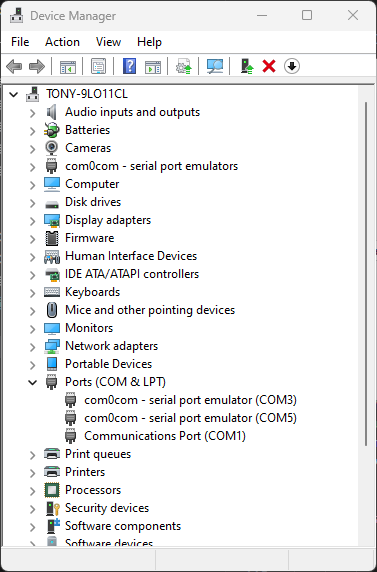 Device Manager
File Action View Help
TONY-9LO11CL
Audio inputs and outputs
Batteries
Cameras
com0com - serial port emulators
Computer
Disk drives
Display adapters
Firmware
Human Interface Devices
IDE ATA/ATAPI controllers
Keyboards
Mice and other pointing devices
Monitors
Network adapters
Portable Devices
Ports (COM & LPT)
com0com - serial port emulator (COM3)
com0com - serial port emulator (COM5)
Communications Port (COM1)
Print queues
Printers
Processors
Security devices
Software components
Software devices